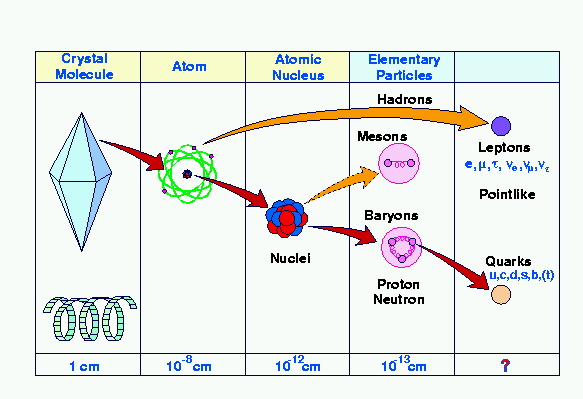 Crystal
Molecule
Atom
Atomic
Nucleus
Elementary
Particles
Hadrons
Mesons
Leptons
e, μ, τ, νe, νμ, ντ
Pointlike
Baryons
Nuclei
Quarks
u,c,d,s,b,(t)
Proton
Neutron
1 cm
10-8cm
10-12cm
10-13cm
?